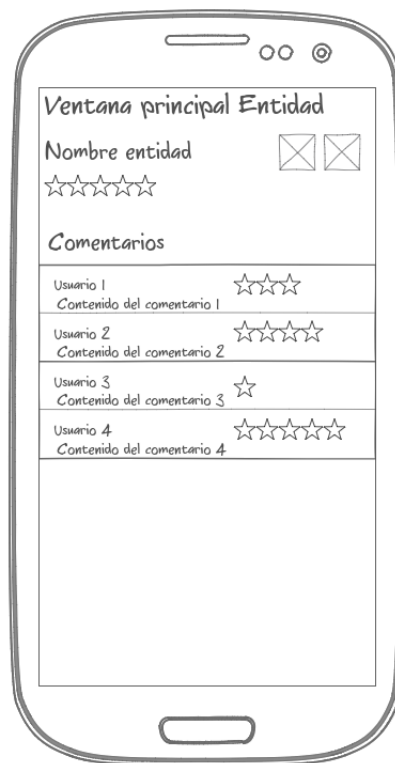 Ventana principal Entidad
Nombre entidad
Comentarios
Usuario 1
Contenido del comentario 1
Usuario 2
Contenido del comentario 2
Usuario 3
Contenido del comentario 3
Usuario 4
Contenido del comentario 4